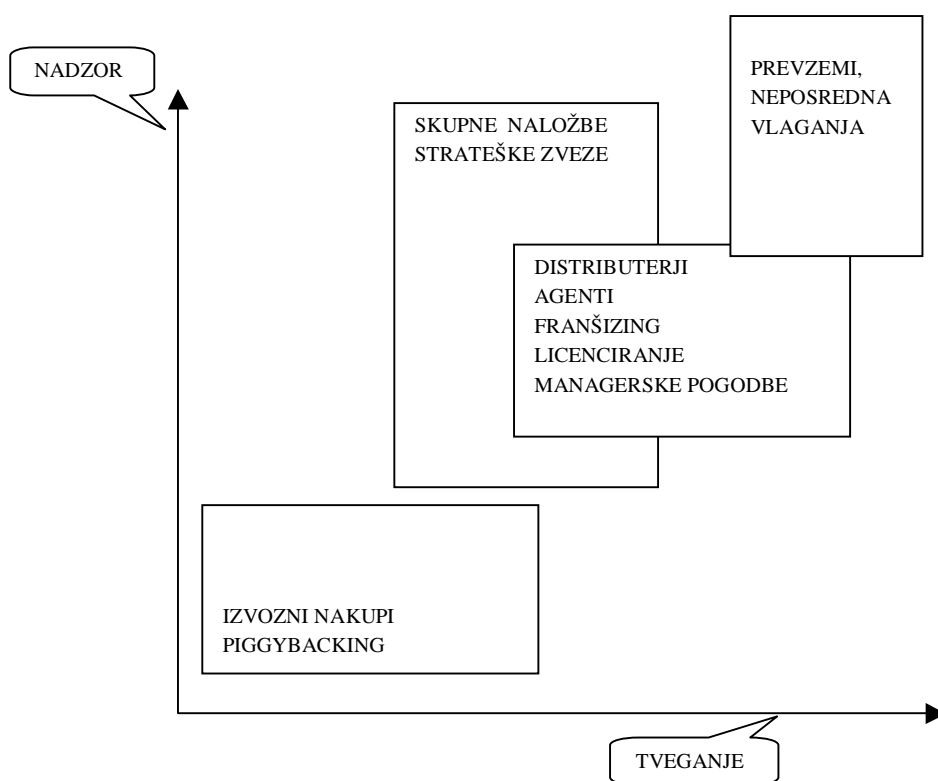 NADZOR
PREVZEMI,
NEPOSREDNA
VLAGANJA
SKUPNE NALOŽBE
STRATEŠKE ZVEZE
DISTRIBUTERJI
AGENTI
FRANŠIZING
LICENCIRANJE
MANAGERSKE POGODBE
IZVOZNI NAKUPI
PIGGYBACKING
TVEGANJE